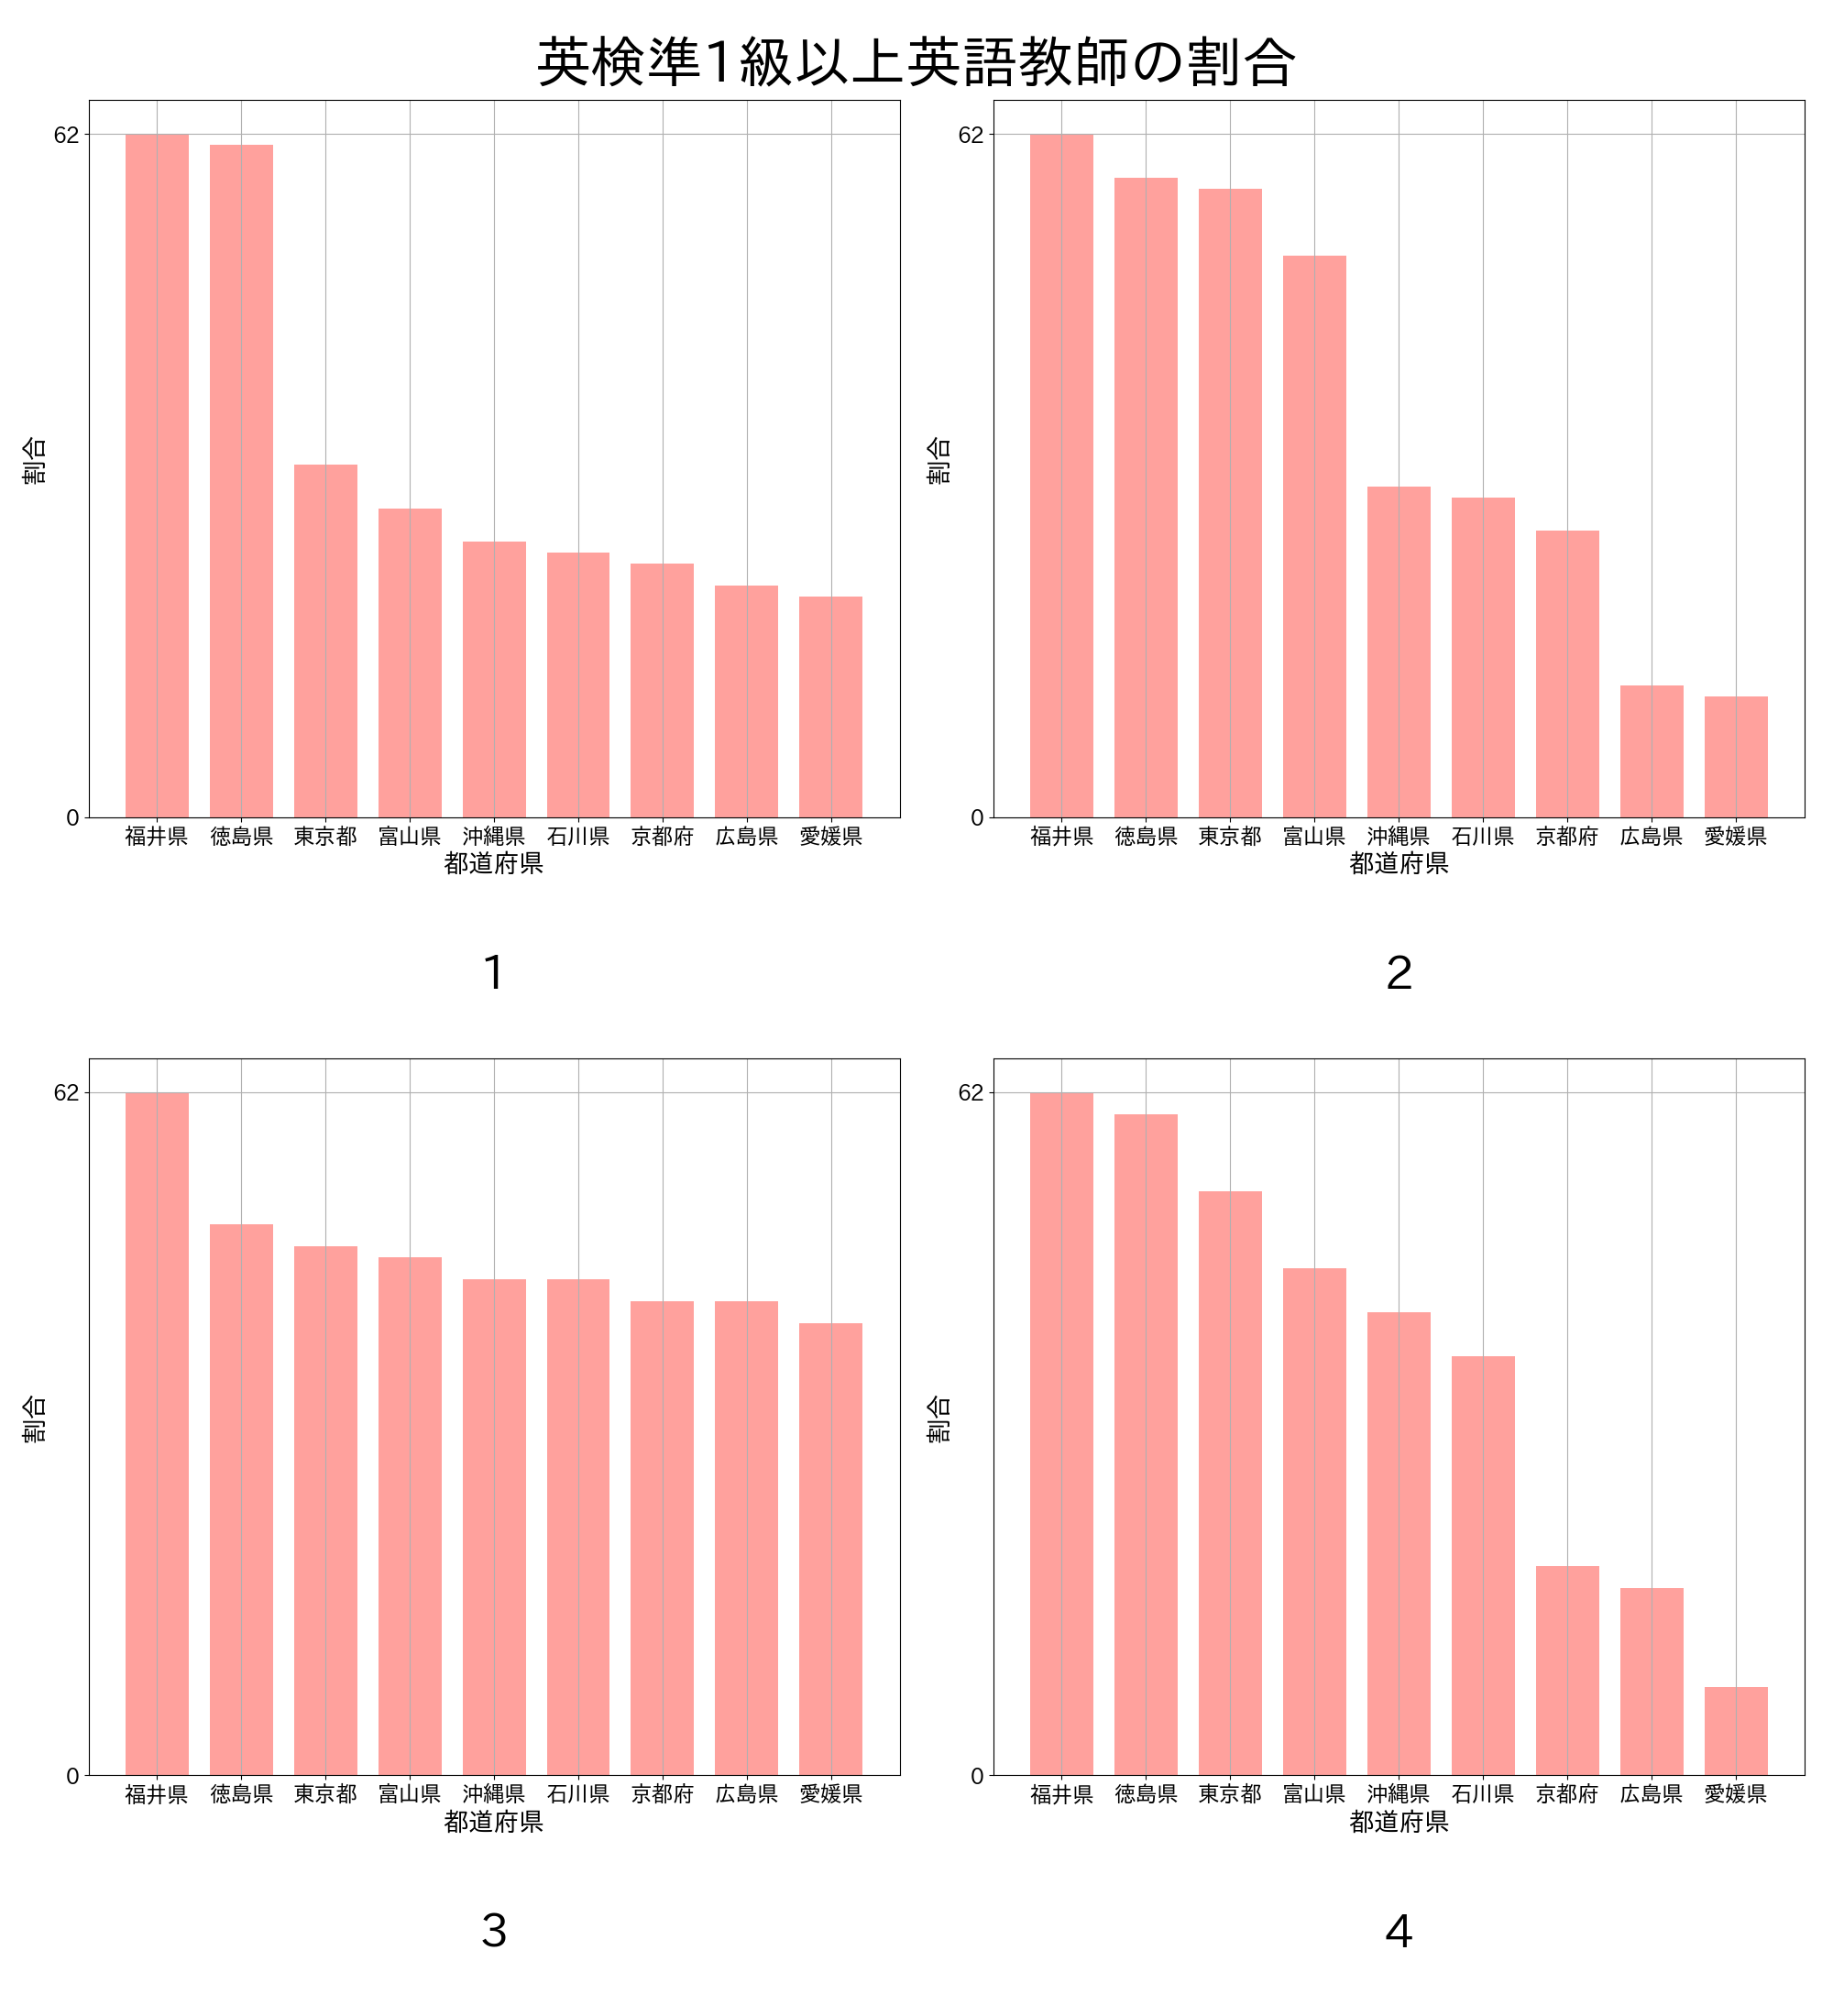 英検準1級以上英語教師の割合
62
0
割合
福井県 徳島県 東京都 富山県 沖縄県 石川県 京都府 広島県 愛媛県
都道府県
1
62
0
割合
福井県 徳島県 東京都 富山県 沖縄県 石川県 京都府 広島県 愛媛県
都道府県
2
62
0
割合
福井県 徳島県 東京都 富山県 沖縄県 石川県 京都府 広島県 愛媛県
都道府県
3
62
0
割合
福井県 徳島県 東京都 富山県 沖縄県 石川県 京都府 広島県 愛媛県
都道府県
4